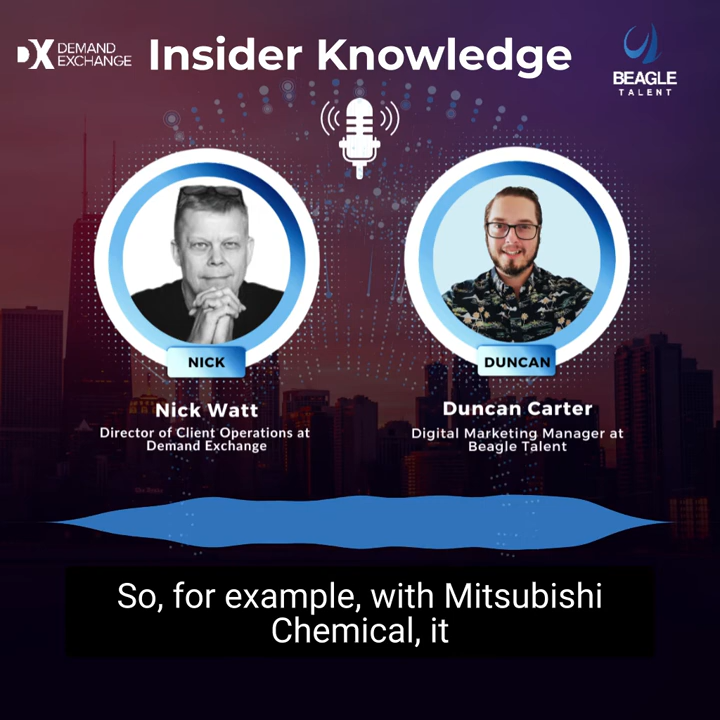 DX DEMAND EXCHANGE
Insider Knowledge
BEAGLE
TALENT
NICK
DUNCAN
Nick Watt
Director of Client Operations at
Demand Exchange
Duncan Carter
Digital Marketing Manager at
Beagle Talent
So, for example, with Mitsubishi
Chemical, it